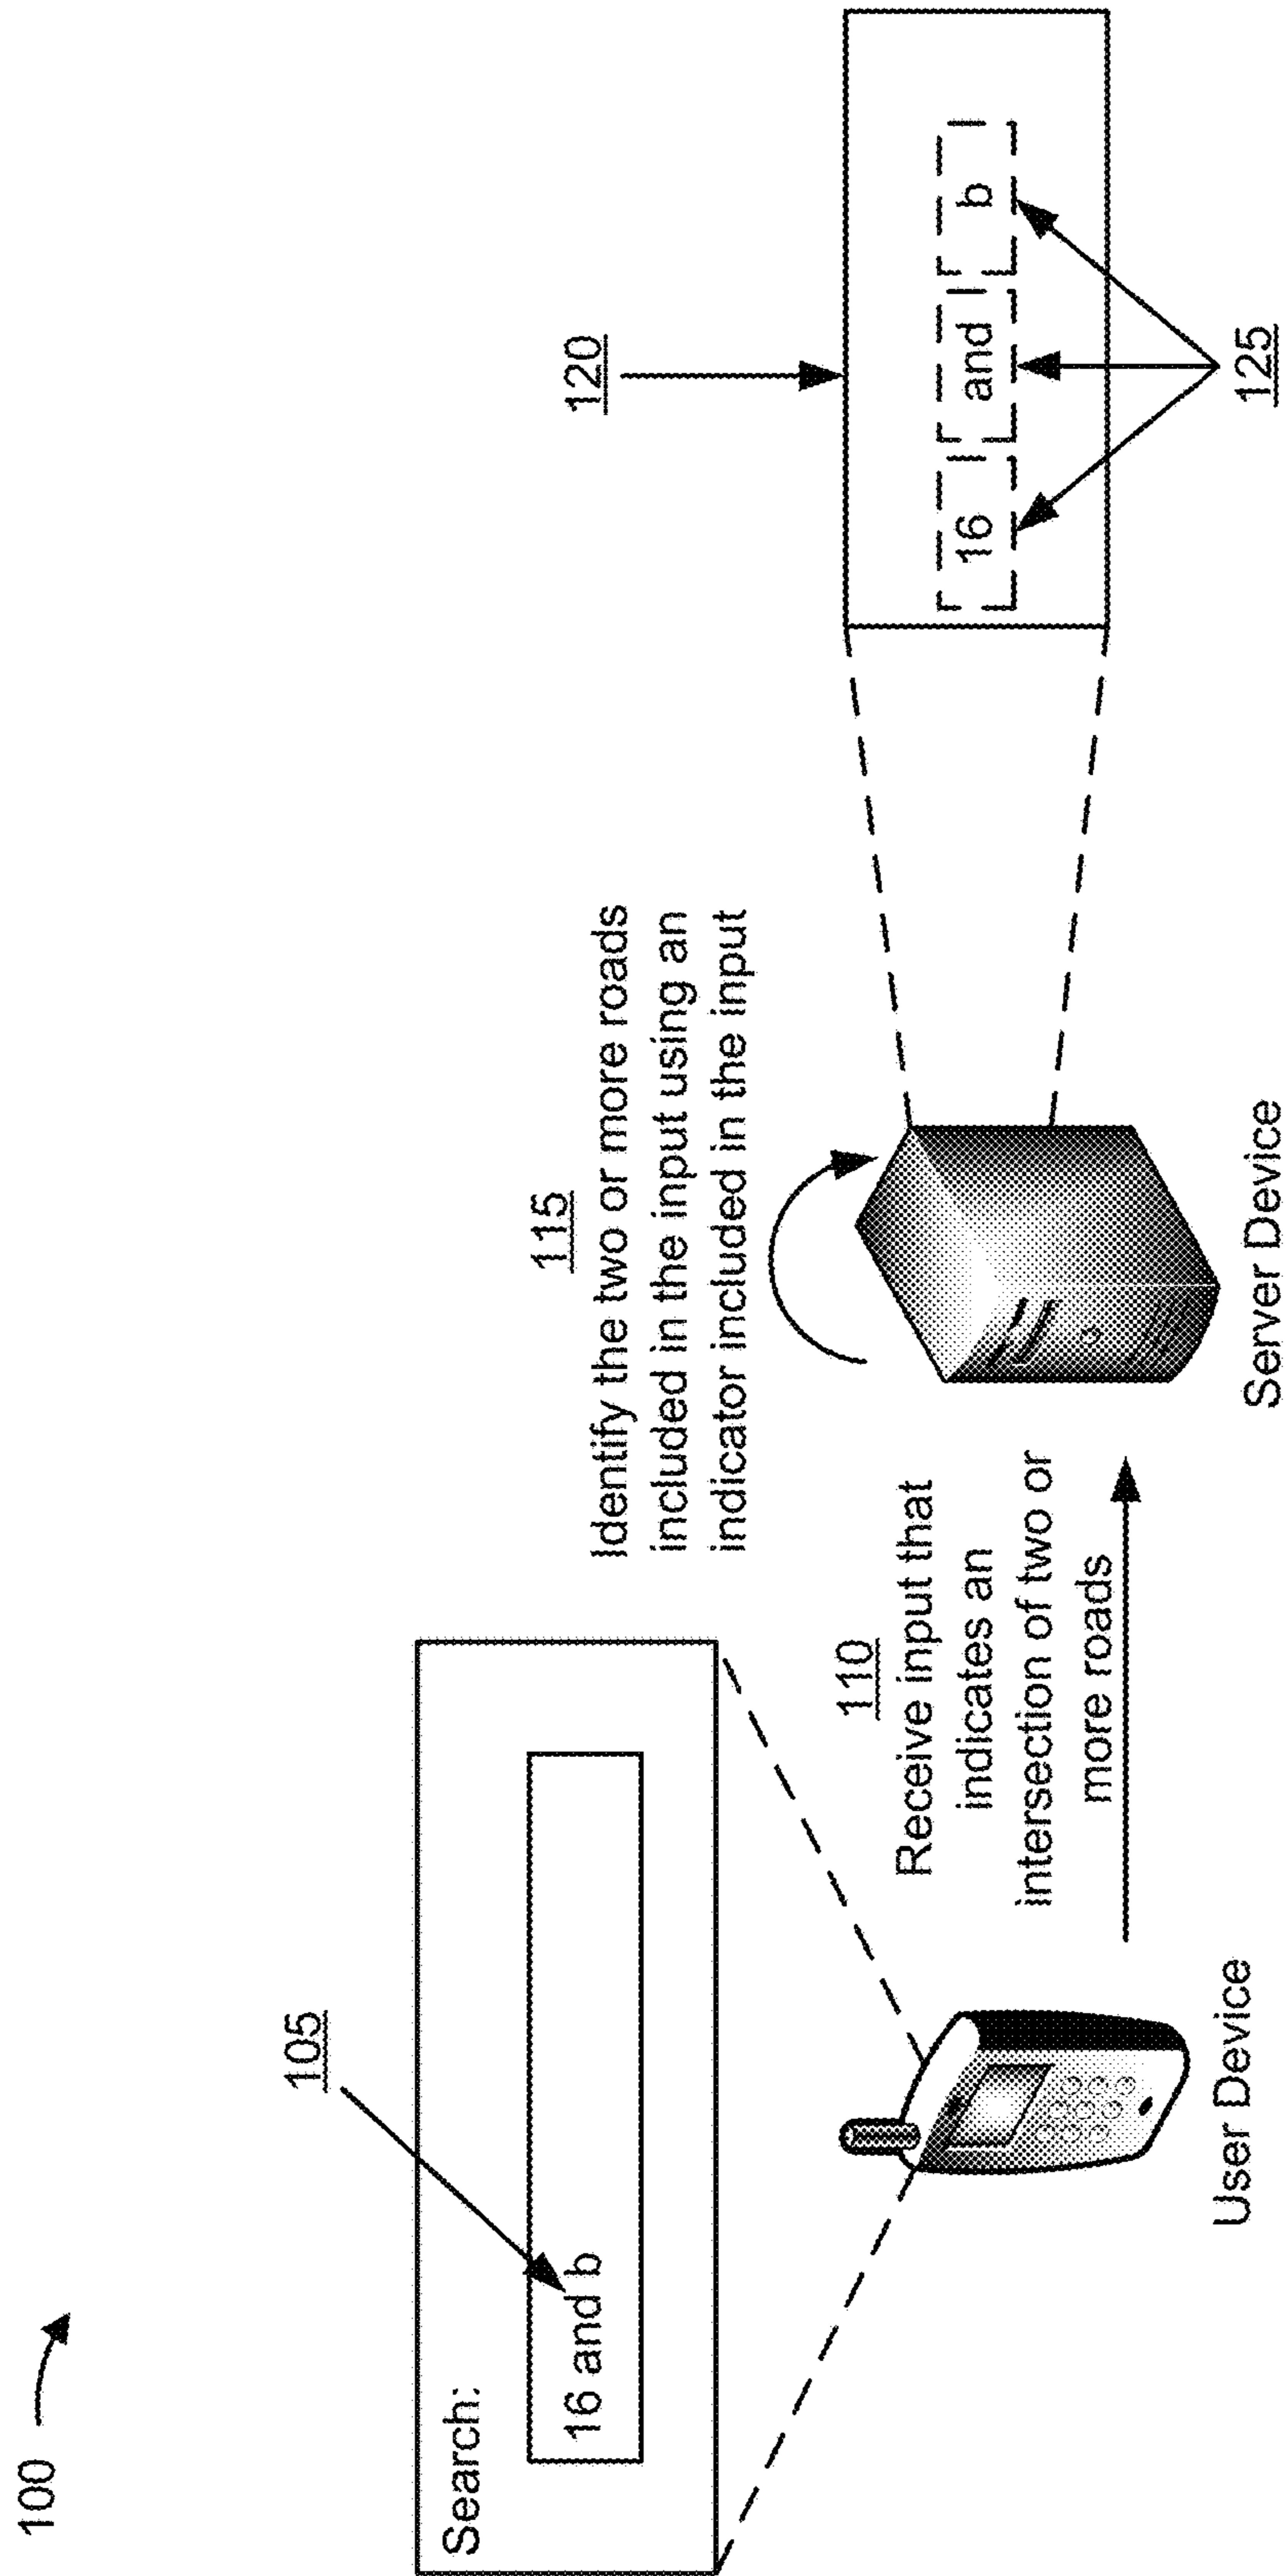 100
105
Search:
16 and b
110
Receive input that
indicates an
intersection of two or
more roads
User Device
115
Identify the two or more roads
included in the input using an
indicator included in the input
Server Device
120
16 and b
125